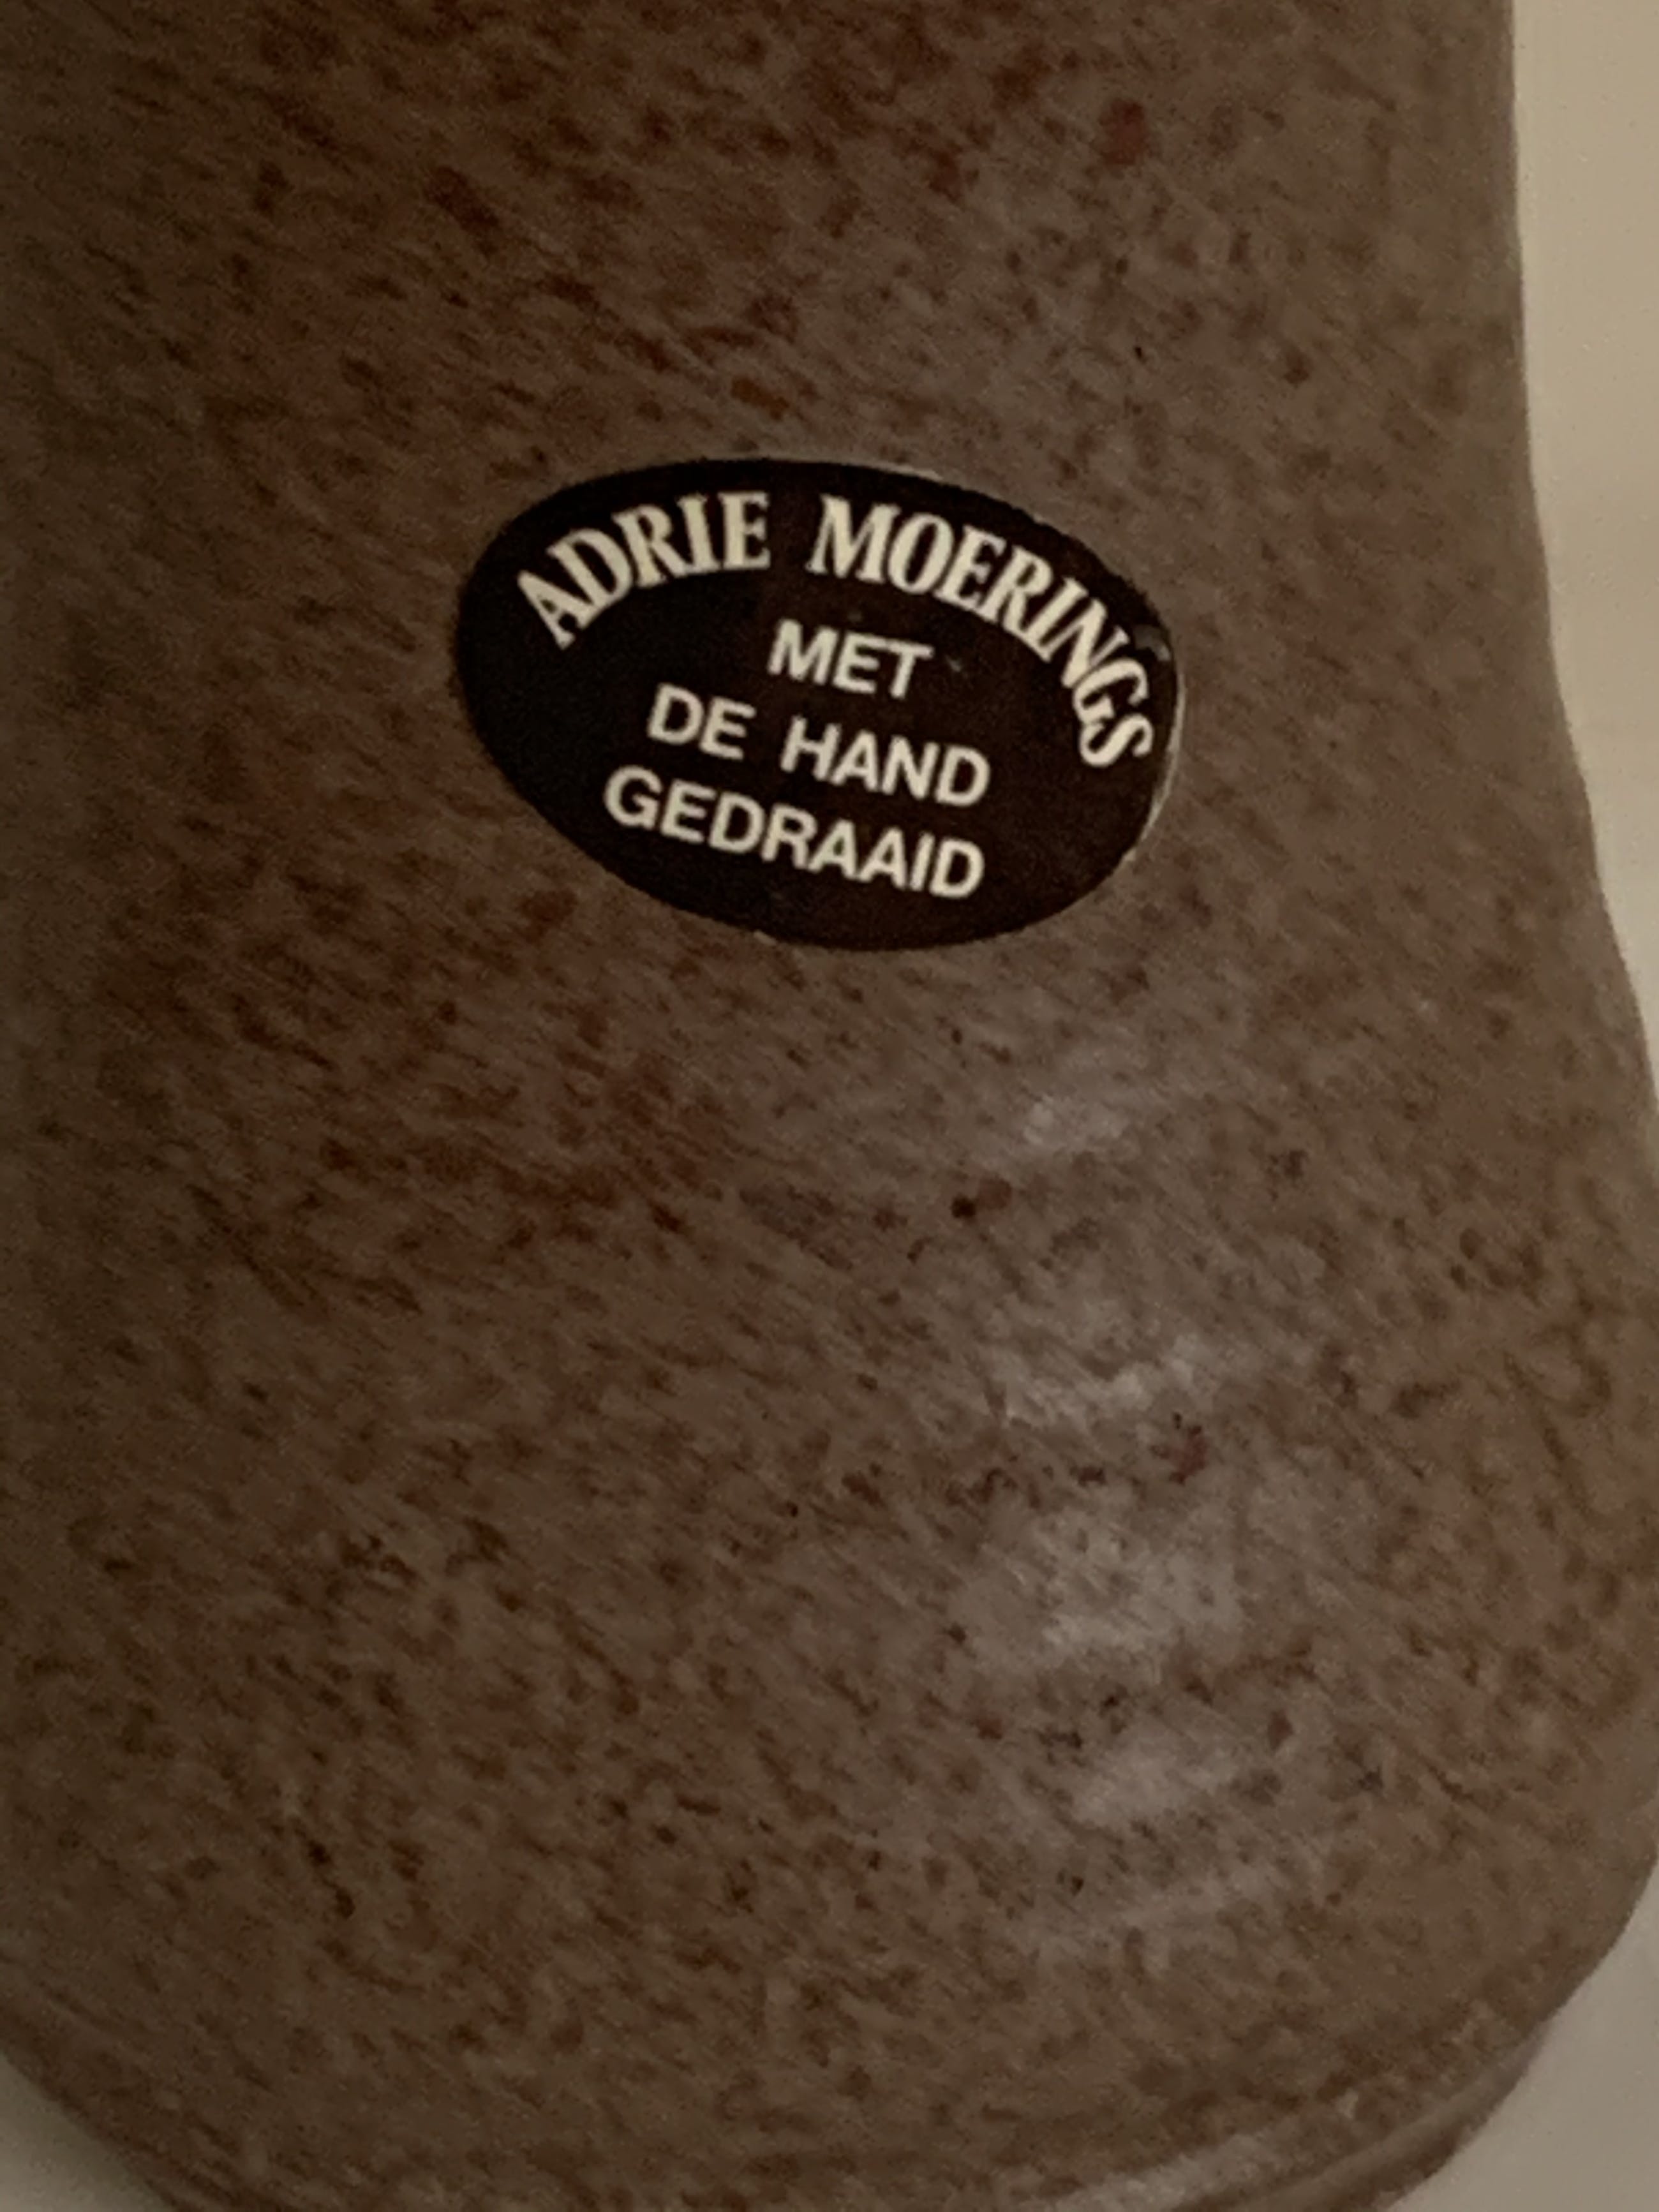 ADRIE MOERINGS
MET
DE HAND
GEDRAAID